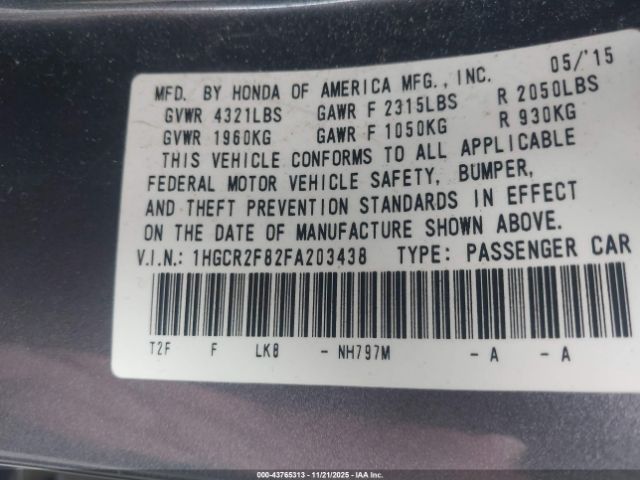 05/'15
MFD. BY HONDA OF AMERICA MFG., INC.
GVWR 4321LBS GAWR F 2315LBS R 2050LBS
GVWR 1960KG GAWR F 1050KG R 930KG
THIS VEHICLE CONFORMS TO ALL APPLICABLE
FEDERAL MOTOR VEHICLE SAFETY, BUMPER,
AND THEFT PREVENTION STANDARDS IN EFFECT
ON THE DATE OF MANUFACTURE SHOWN ABOVE.
V.I.N.: 1HGCR2F82FA203438 TYPE: PASSENGER CAR
T2F F LK8 - NH797M - A - A
000-43765313 - 11/21/2025 - IAAI.COM